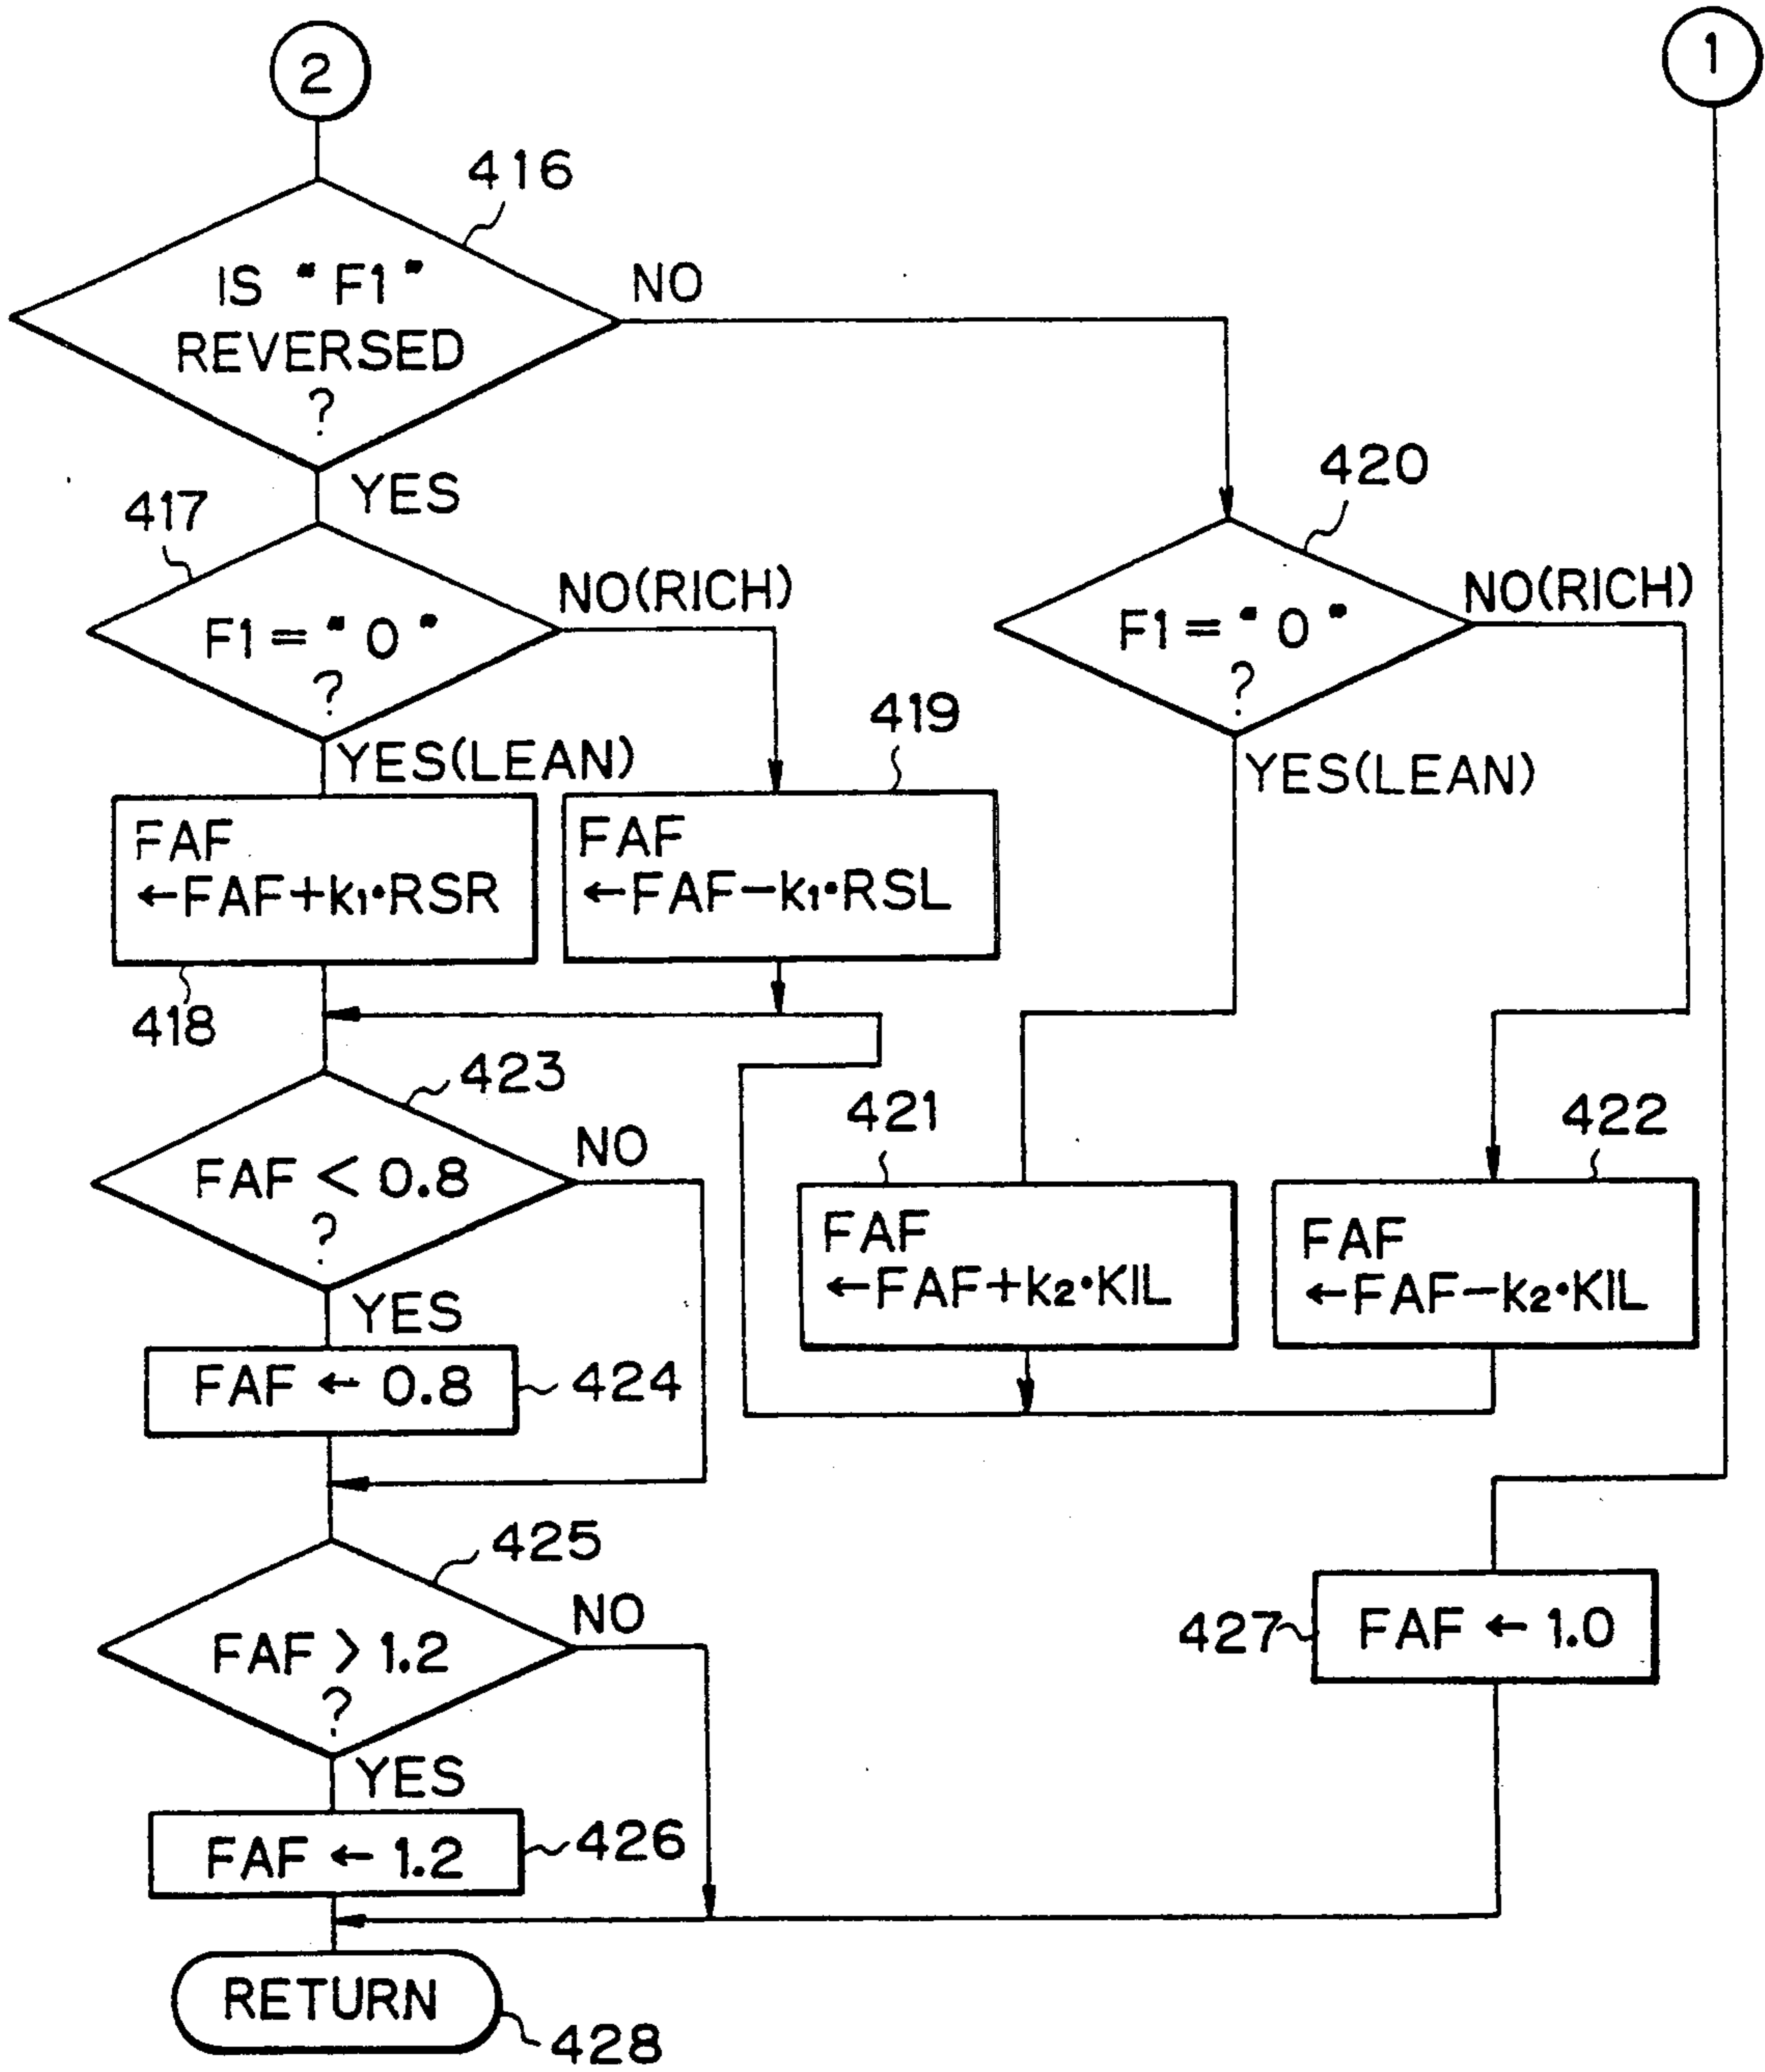 2
1
416
IS "F1"
REVERSED
?
NO
YES
417
F1="0"
?
NO(RICH)
YES(LEAN)
420
F1="0"
?
NO(RICH)
YES(LEAN)
FAF
←FAF+k₁·RSR
418
419
FAF
←FAF−k₁·RSL
423
FAF < 0.8
?
NO
YES
421
FAF
←FAF+k₂·KIL
422
FAF
←FAF−k₂·KIL
FAF ← 0.8
424
425
FAF > 1.2
?
NO
YES
427
FAF ← 1.0
FAF ← 1.2
426
RETURN
428